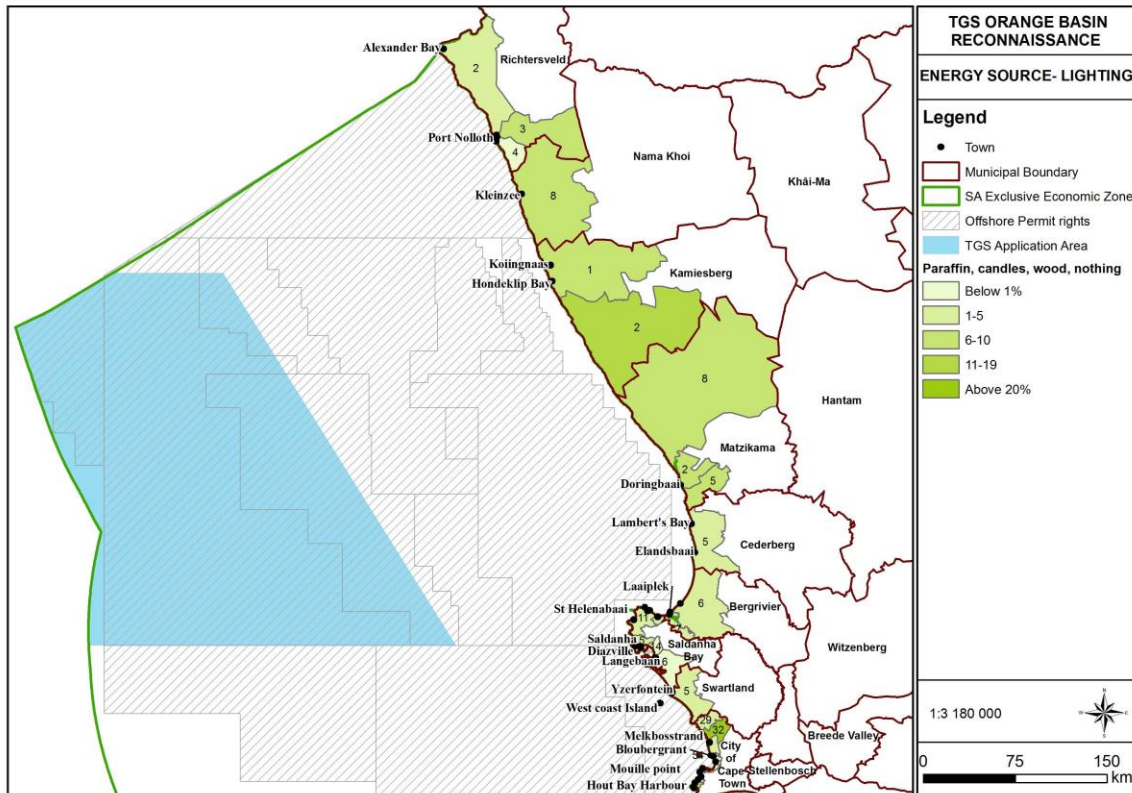 TGS ORANGE BASIN
RECONNAISSANCE
ENERGY SOURCE- LIGHTING
Legend
Town
Municipal Boundary
SA Exclusive Economic Zone
Offshore Permit rights
TGS Application Area
Paraffin, candles, wood, nothing
Below 1%
1-5
6-10
11-19
Above 20%
1:3 180 000
0 75 150
km
Alexander Bay
Richtersveld
2
3
Port Nolloth
4
Nama Khoi
Khâi-Ma
Kleinzee
8
Koiingnaas
1
Kamiesberg
Hondeklip Bay
2
8
Hantam
Matzikama
2
5
Doringbaai
Lambert's Bay
5
Cederberg
Elandsbaai
Laaiplek
6
Bergrivier
St Helenabaai
11
7
Saldanha
Saldanha
Bay
Diazville
4
Witzenberg
Langebaan
6
Yzerfontein
5
Swartland
West coast Island
29
32
Melkbosstrand
Breede Valley
Bloubergrant
City
of
Cape
Town
Mouille point
Stellenbosch
Hout Bay Harbour